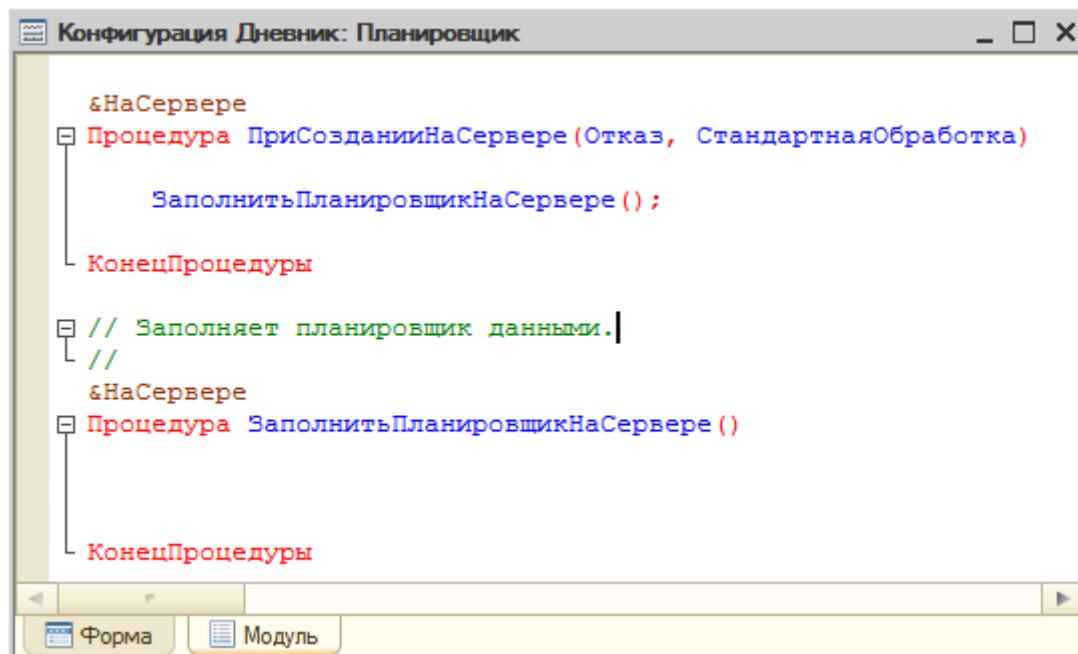 Конфигурация Дневник: Планировщик
&НаСервере
Процедура ПриСозданииНаСервере(Отказ, СтандартнаяОбработка)
ЗаполнитьПланировщикНаСервере();
КонецПроцедуры
// Заполняет планировщик данными.
//
&НаСервере
Процедура ЗаполнитьПланировщикНаСервере()
КонецПроцедуры
Форма Модуль